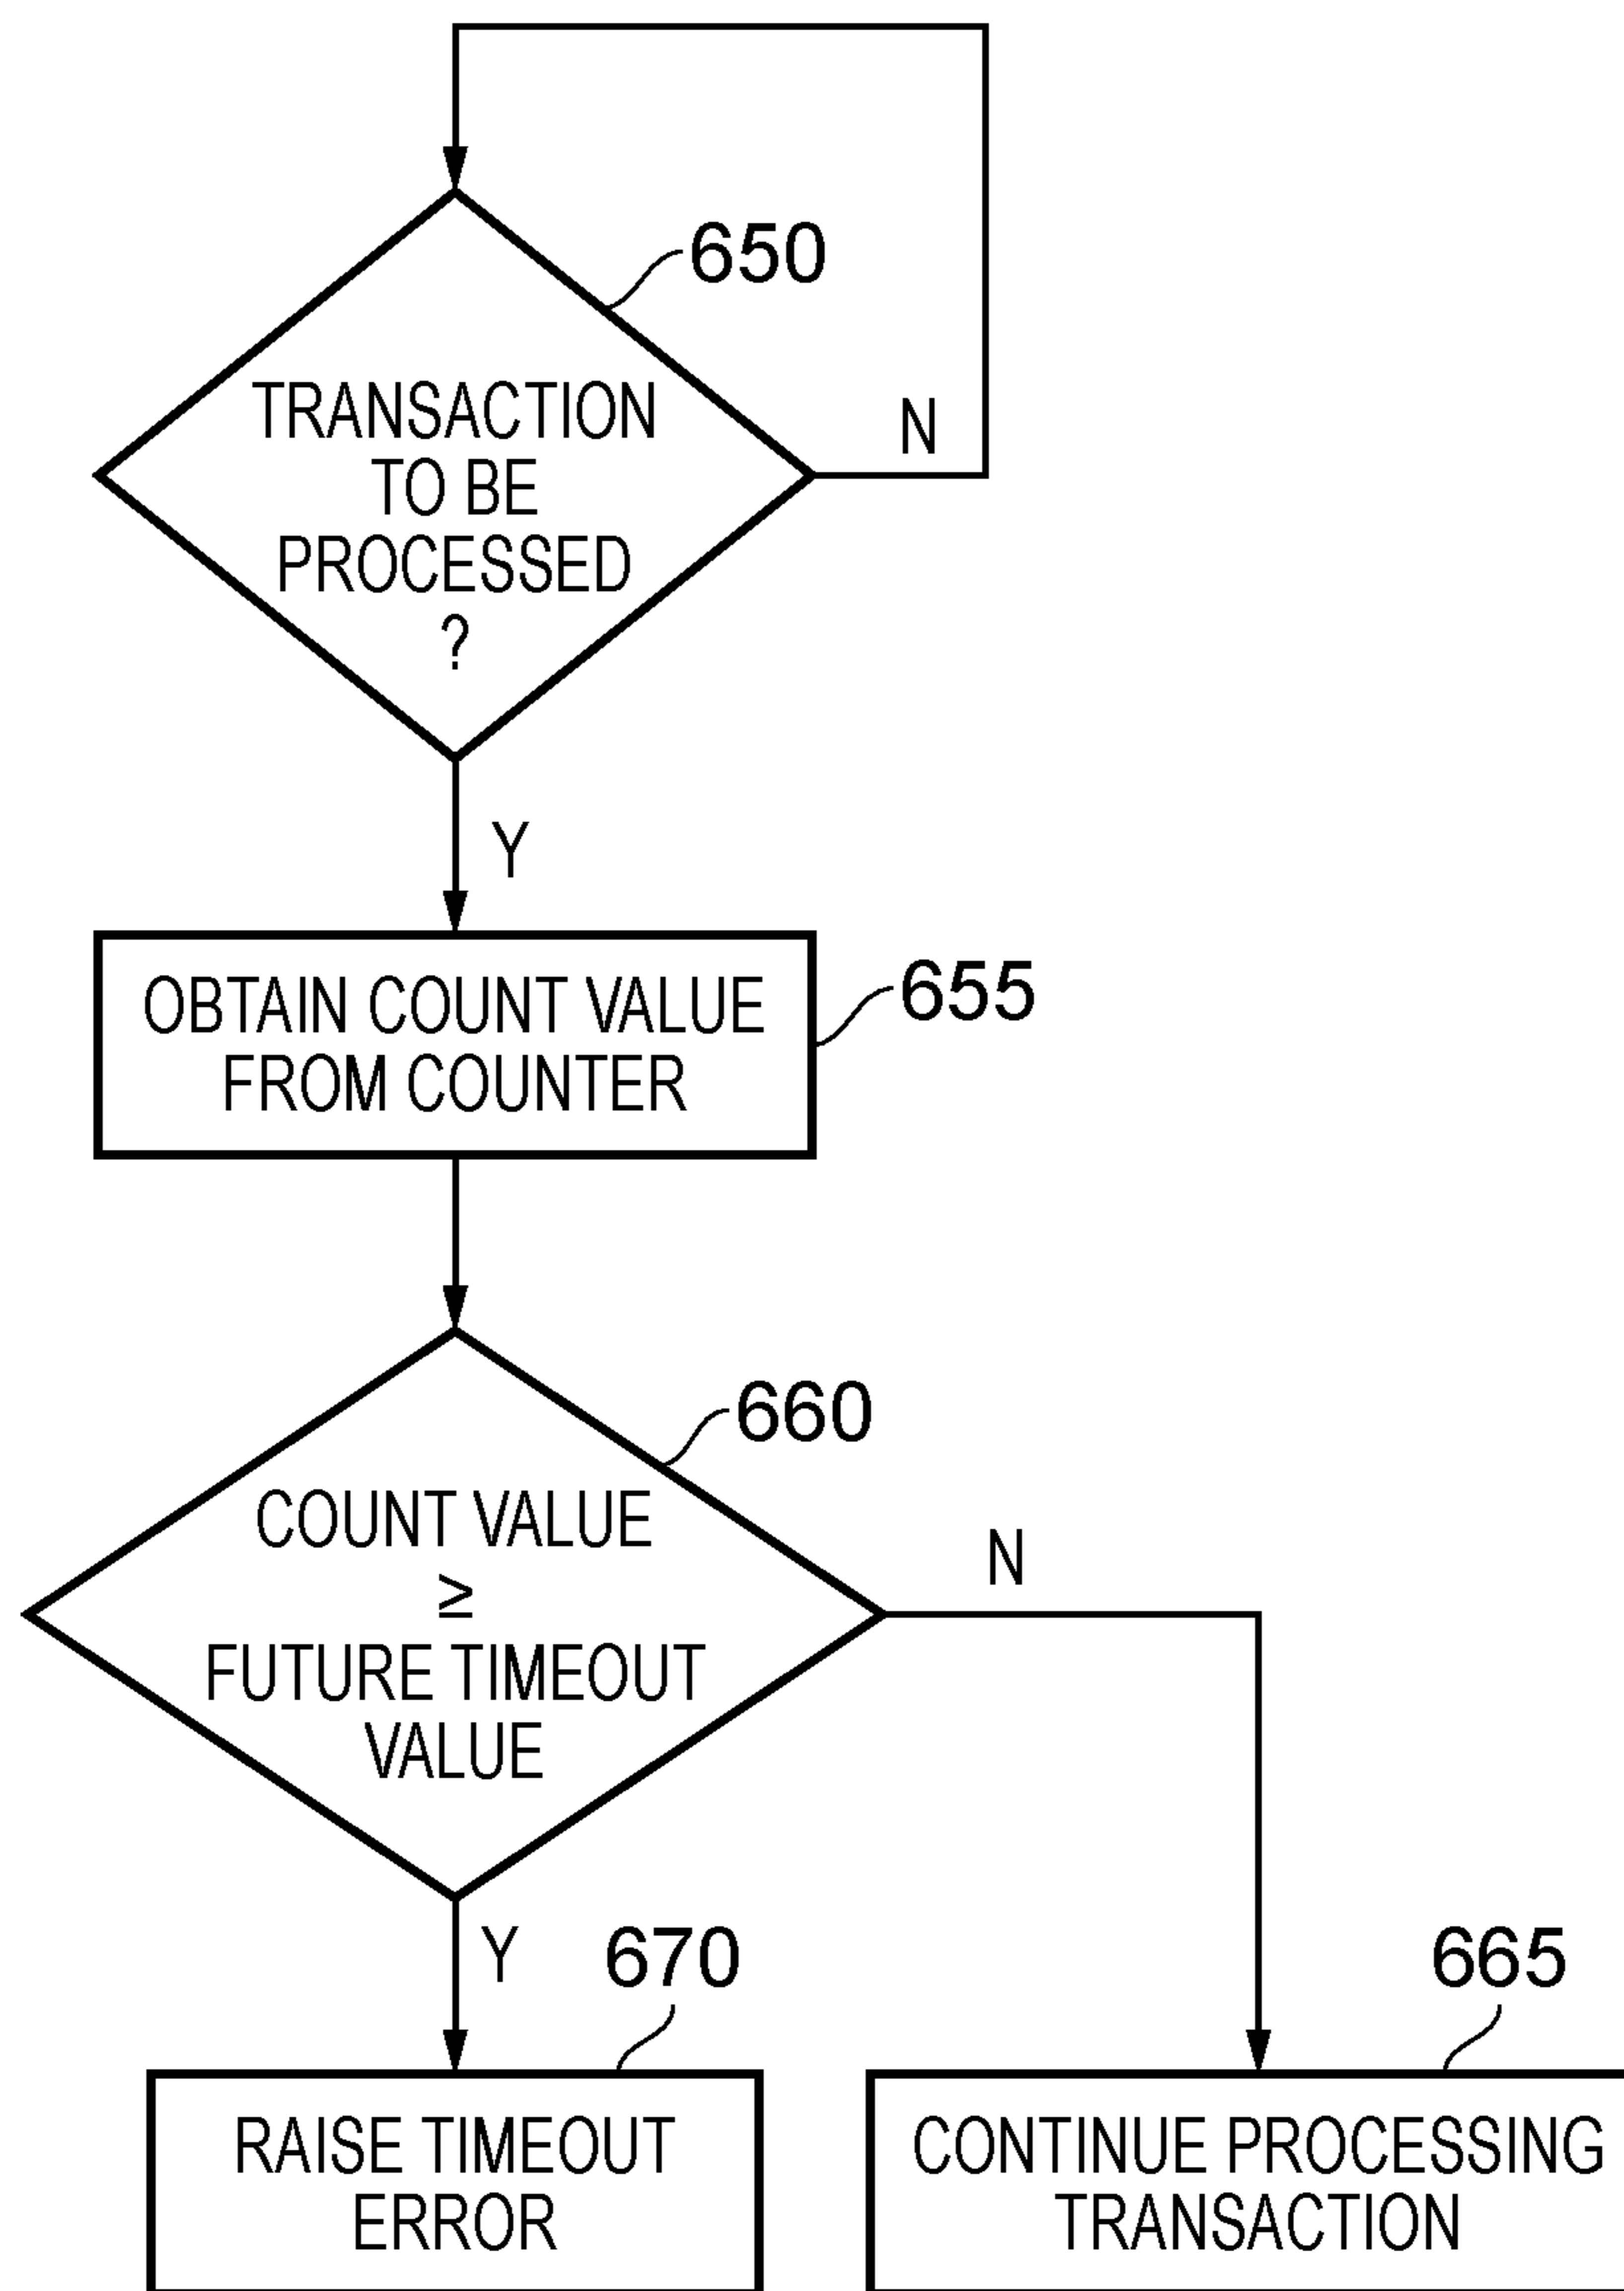 650
TRANSACTION
TO BE
PROCESSED
?
N
Y
OBTAIN COUNT VALUE
FROM COUNTER
655
660
COUNT VALUE
≥
FUTURE TIMEOUT
VALUE
N
Y
670
665
RAISE TIMEOUT
ERROR
CONTINUE PROCESSING
TRANSACTION